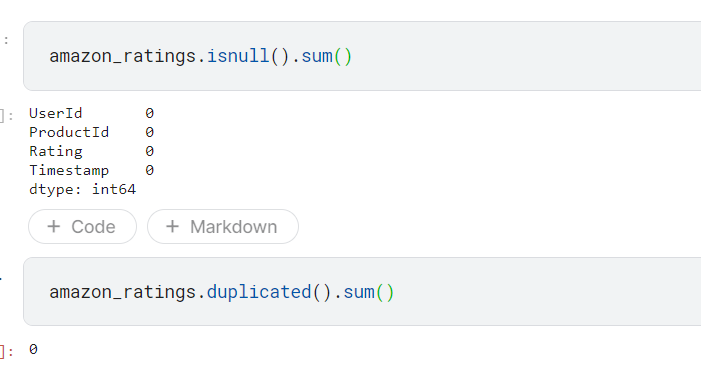 amazon_ratings.isnull().sum()
]:
UserId 0
ProductId 0
Rating 0
Timestamp 0
dtype: int64
+ Code + Markdown
amazon_ratings.duplicated().sum()
]: 0